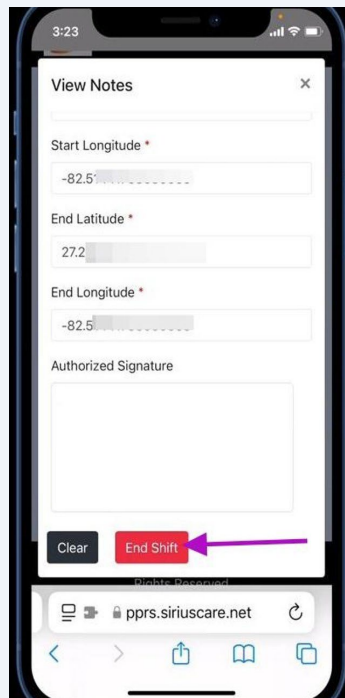 3:23
View Notes ×
Start Longitude *
-82.5
End Latitude *
27.2
End Longitude *
-82.5
Authorized Signature
Clear End Shift
Rights Reserved
pprs.siriuscare.net